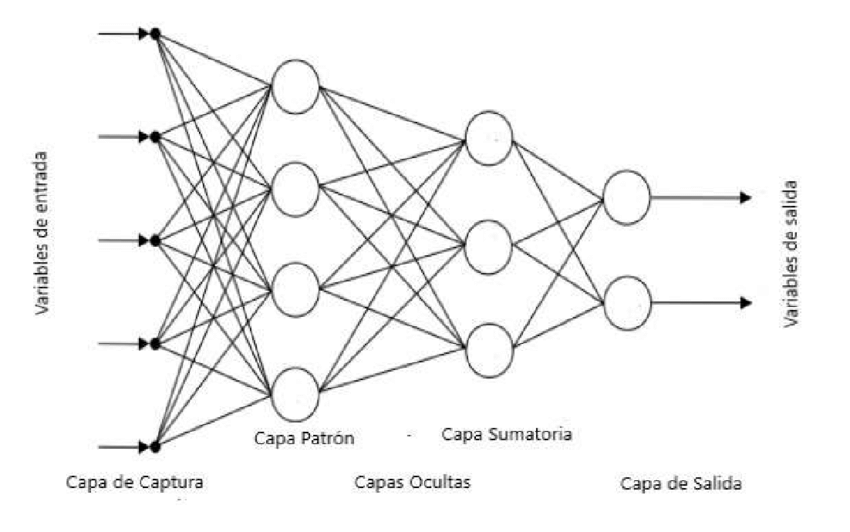 Variables de entrada
Variables de salida
Capa Patrón
Capa Sumatoria
Capa de Captura
Capas Ocultas
Capa de Salida